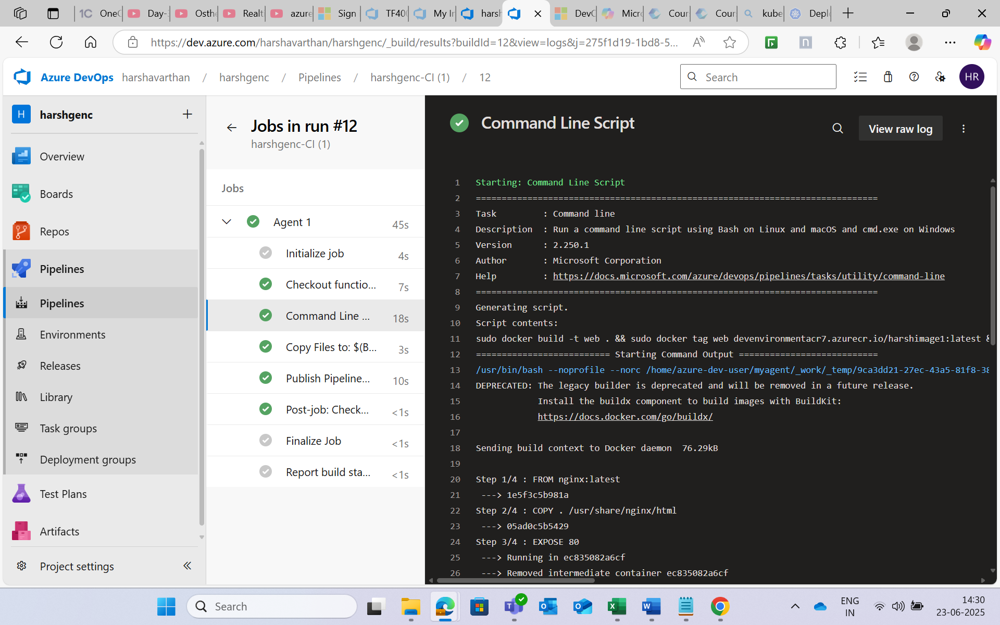 OneC
Day-3
Osthe
Realti
azure
Sign
TF400
My In
harsh
DevO
Micro
Cour
Cour
kube
Deplo
https://dev.azure.com/harshavarthan/harshgenc/_build/results?buildId=12&view=logs&j=275f1d19-1bd8-5...
Azure DevOps harshavarthan / harshgenc / Pipelines / harshgenc-CI (1) / 12
Search
HR
H harshgenc
Overview
Boards
Repos
Pipelines
Pipelines
Environments
Releases
Library
Task groups
Deployment groups
Test Plans
Artifacts
Project settings
Jobs in run #12
harshgenc-CI (1)
Jobs
Agent 1 45s
Initialize job 4s
Checkout functio... 7s
Command Line ... 18s
Copy Files to: $(B... 3s
Publish Pipeline... 10s
Post-job: Check... <1s
Finalize Job <1s
Report build sta... <1s
Command Line Script
View raw log
1 Starting: Command Line Script
2 ==============================================================================
3 Task : Command line
4 Description : Run a command line script using Bash on Linux and macOS and cmd.exe on Windows
5 Version : 2.250.1
6 Author : Microsoft Corporation
7 Help : https://docs.microsoft.com/azure/devops/pipelines/tasks/utility/command-line
8 ==============================================================================
9 Generating script.
10 Script contents:
11 sudo docker build -t web . && sudo docker tag web devenvironmentacr7.azurecr.io/harshimage1:latest &
12 ========================== Starting Command Output ===========================
13 /usr/bin/bash --noprofile --norc /home/azure-dev-user/myagent/_work/_temp/9ca3dd21-27ec-43a5-81f8-38
14 DEPRECATED: The legacy builder is deprecated and will be removed in a future release.
15 Install the buildx component to build images with BuildKit:
16 https://docs.docker.com/go/buildx/
17
18 Sending build context to Docker daemon 76.29kB
19
20 Step 1/4 : FROM nginx:latest
21 ---> 1e5f3c5b981a
22 Step 2/4 : COPY . /usr/share/nginx/html
23 ---> 05ad0c5b5429
24 Step 3/4 : EXPOSE 80
25 ---> Running in ec835082a6cf
26 ---> Removed intermediate container ec835082a6cf
Search
ENG
IN
14:30
23-06-2025